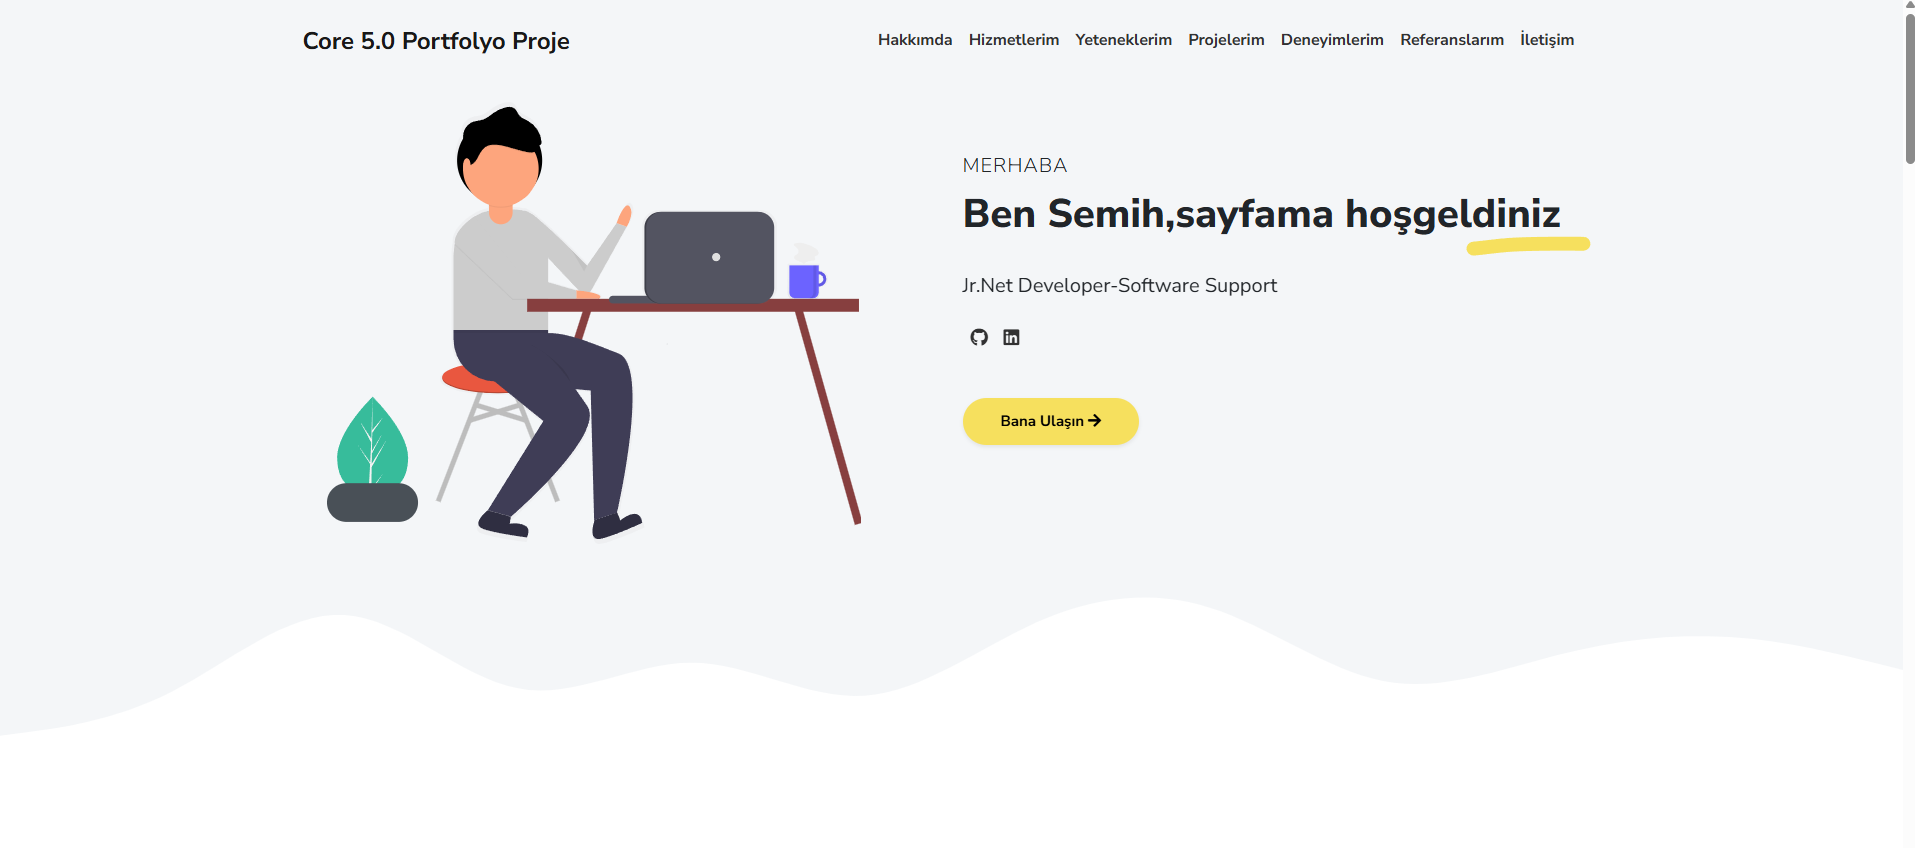 Core 5.0 Portfolyo Proje
Hakkımda Hizmetlerim Yeteneklerim Projelerim Deneyimlerim Referanslarım İletişim
MERHABA
Ben Semih,sayfama hoşgeldiniz
Jr.Net Developer-Software Support
Bana Ulaşın